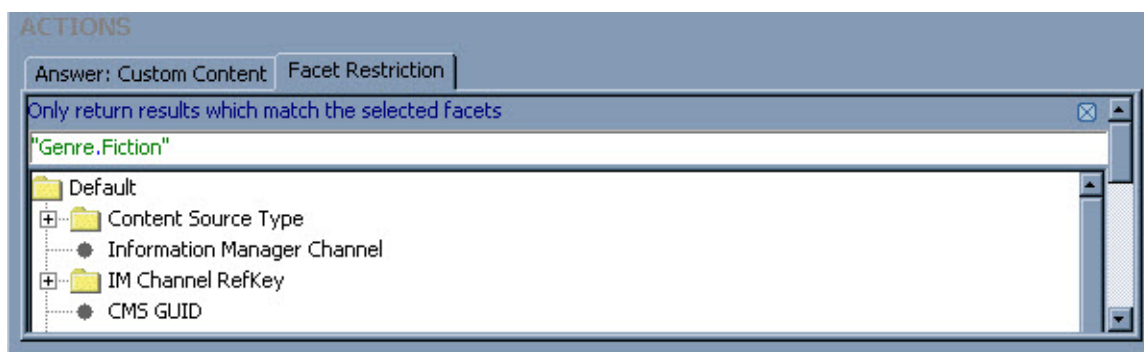 ACTIONS
Answer: Custom Content Facet Restriction
Only return results which match the selected facets
"Genre.Fiction"
Default
Content Source Type
Information Manager Channel
IM Channel RefKey
CMS GUID